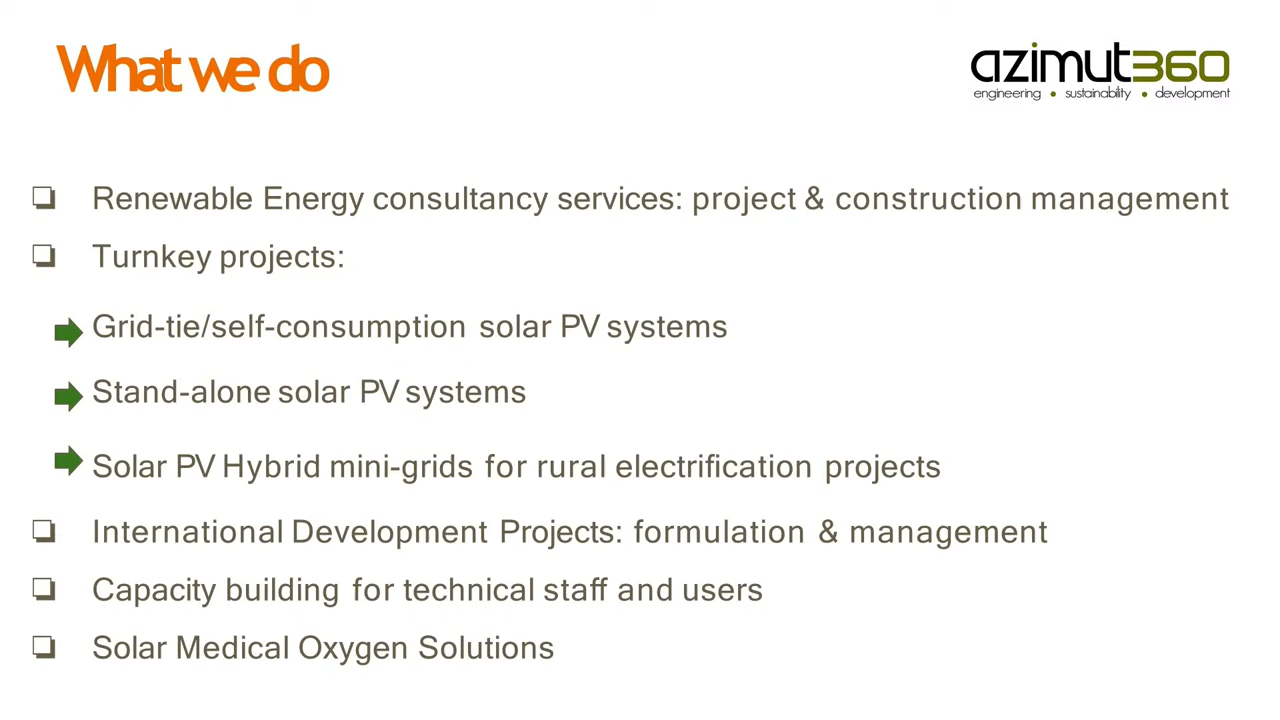 What we do
azimut360
engineering • sustainability • development
❏ Renewable Energy consultancy services: project & construction management
❏ Turnkey projects:
Grid-tie/self-consumption solar PV systems
Stand-alone solar PV systems
Solar PV Hybrid mini-grids for rural electrification projects
❏ International Development Projects: formulation & management
❏ Capacity building for technical staff and users
❏ Solar Medical Oxygen Solutions